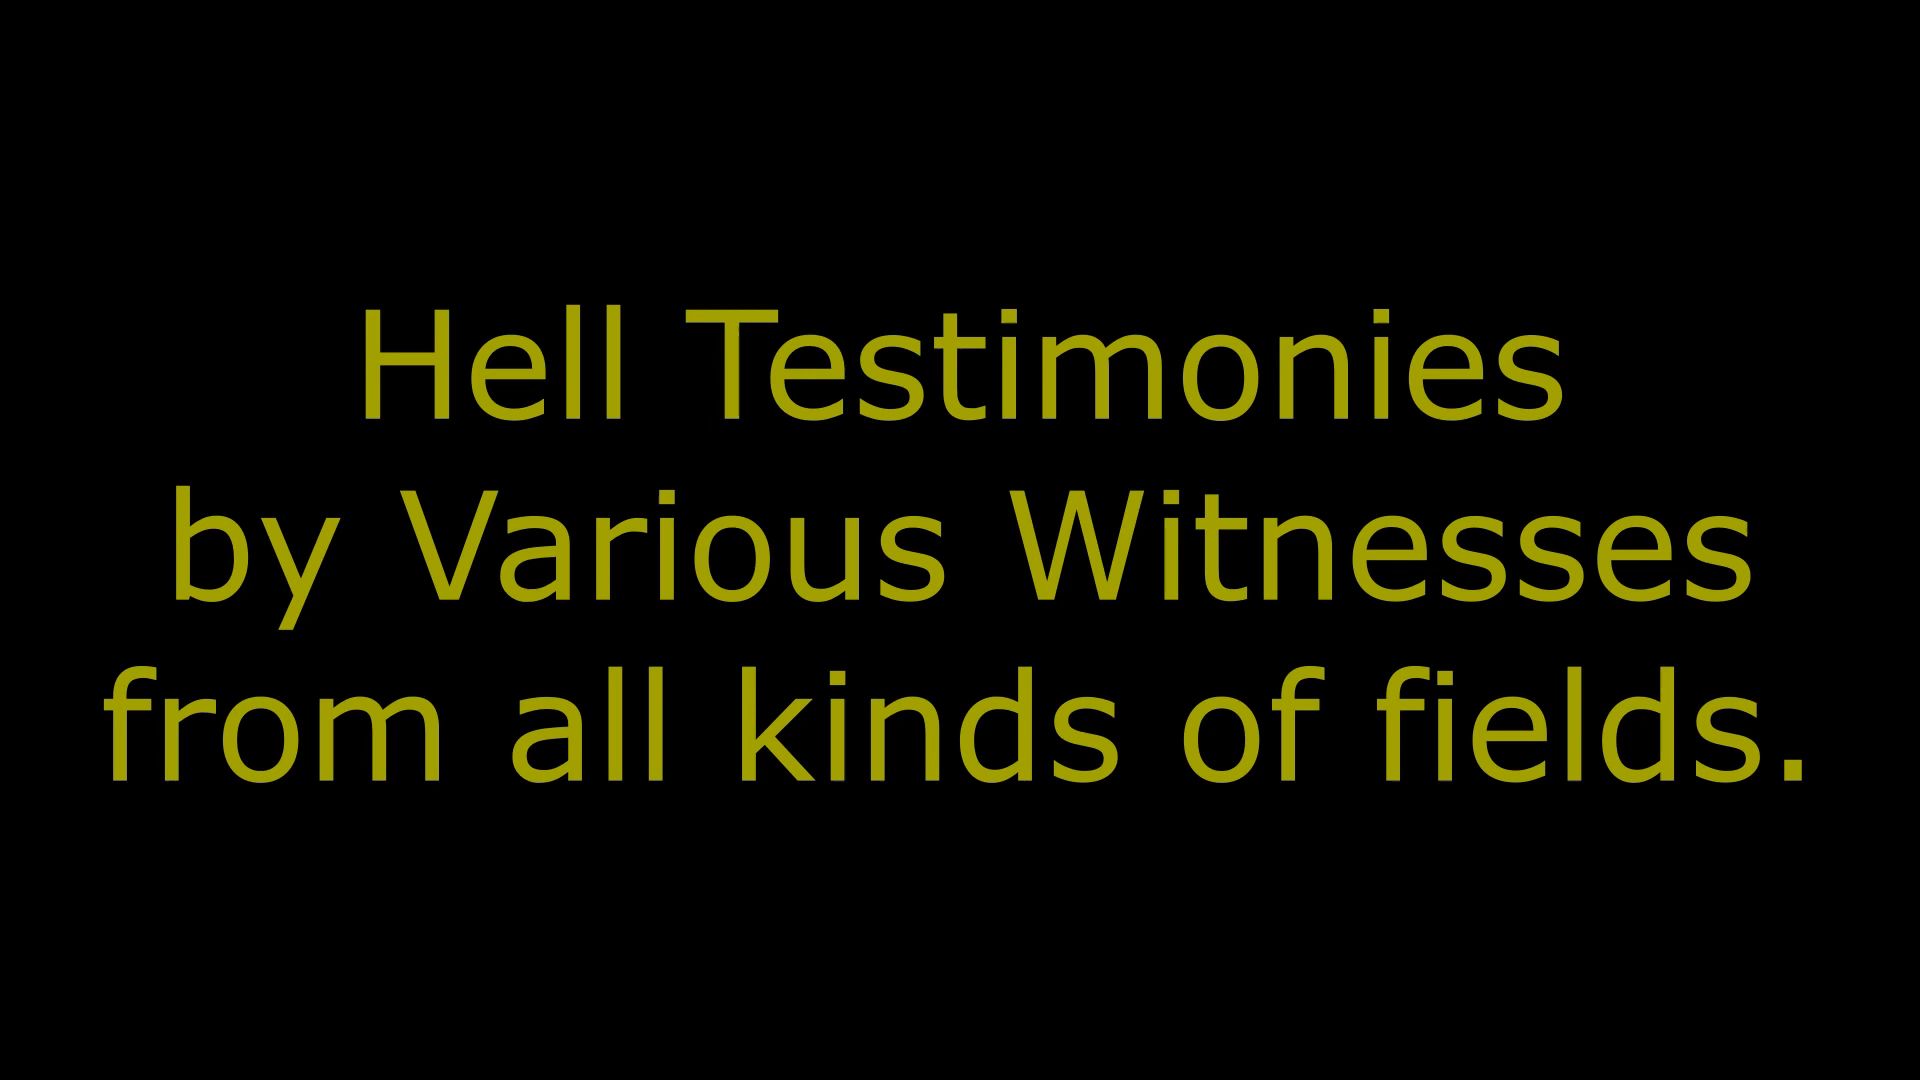 Hell Testimonies
by Various Witnesses
from all kinds of fields.